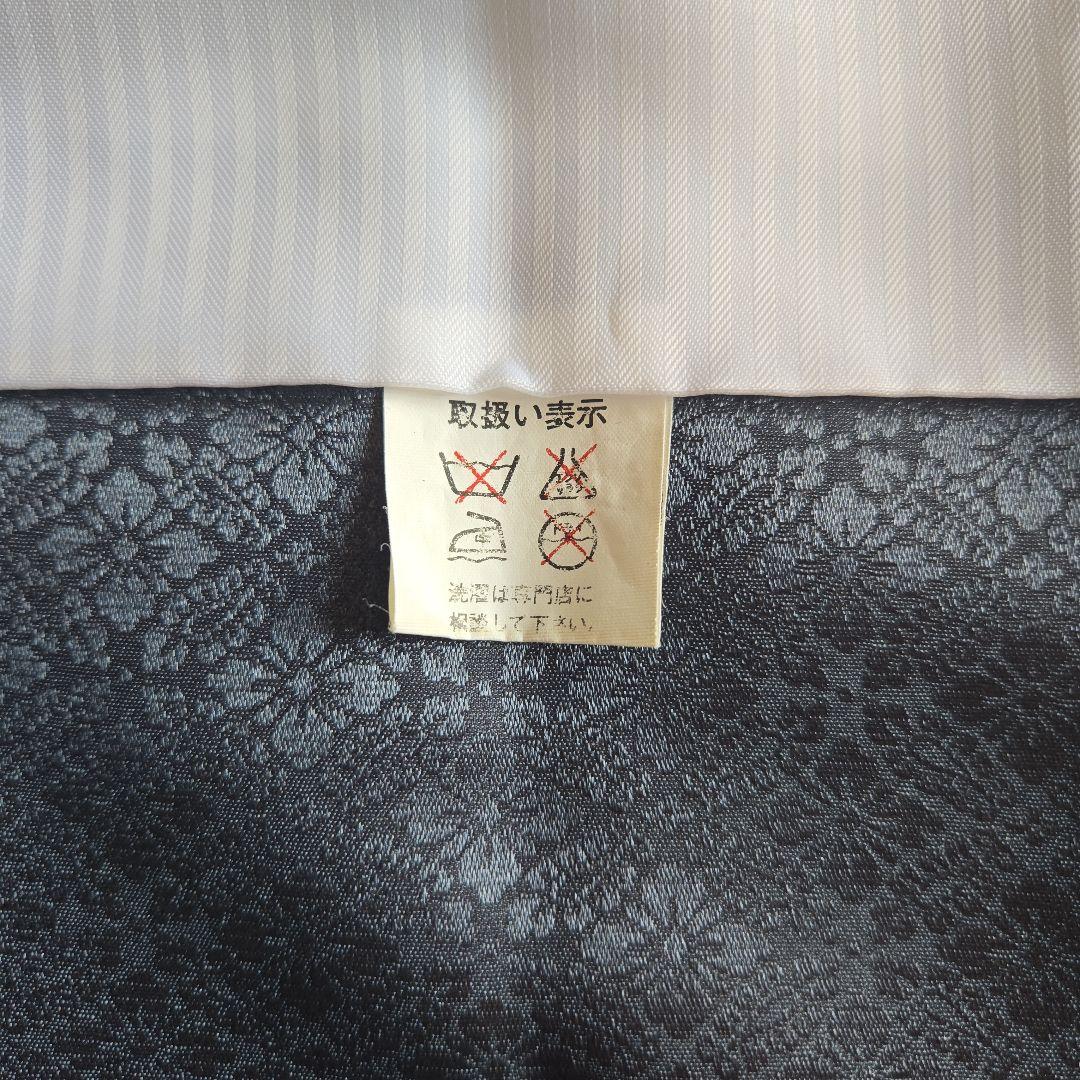 取扱い表示
洗濯は専門店に
相談して下さい。